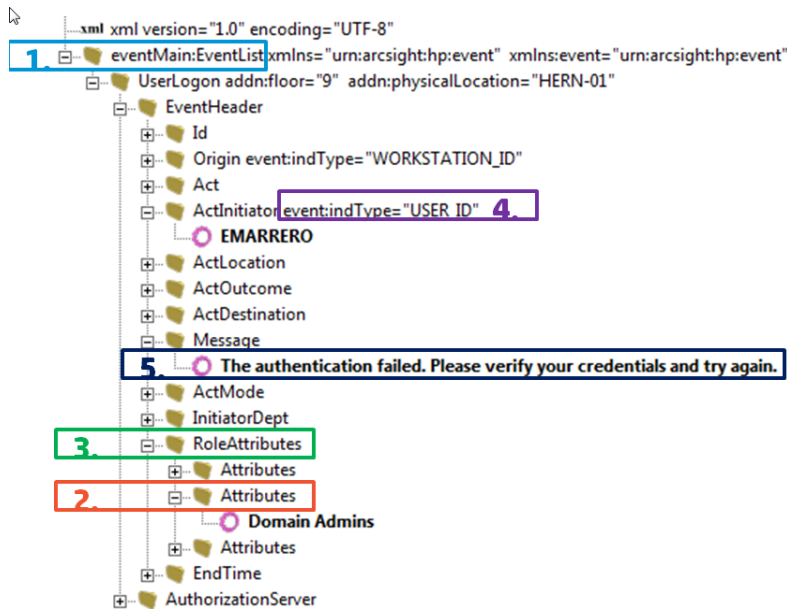 xml xml version="1.0" encoding="UTF-8"
1. eventMain:EventList xmlns="urn:arcsight:hp:event" xmlns:event="urn:arcsight:hp:event"
UserLogon addn:floor="9" addn:physicalLocation="HERN-01"
EventHeader
Id
Origin event:indType="WORKSTATION_ID"
Act
ActInitiator event:indType="USER ID" 4.
EMARRERO
ActLocation
ActOutcome
ActDestination
Message
5. The authentication failed. Please verify your credentials and try again.
ActMode
InitiatorDept
3. RoleAttributes
Attributes
2. Attributes
Domain Admins
Attributes
EndTime
AuthorizationServer